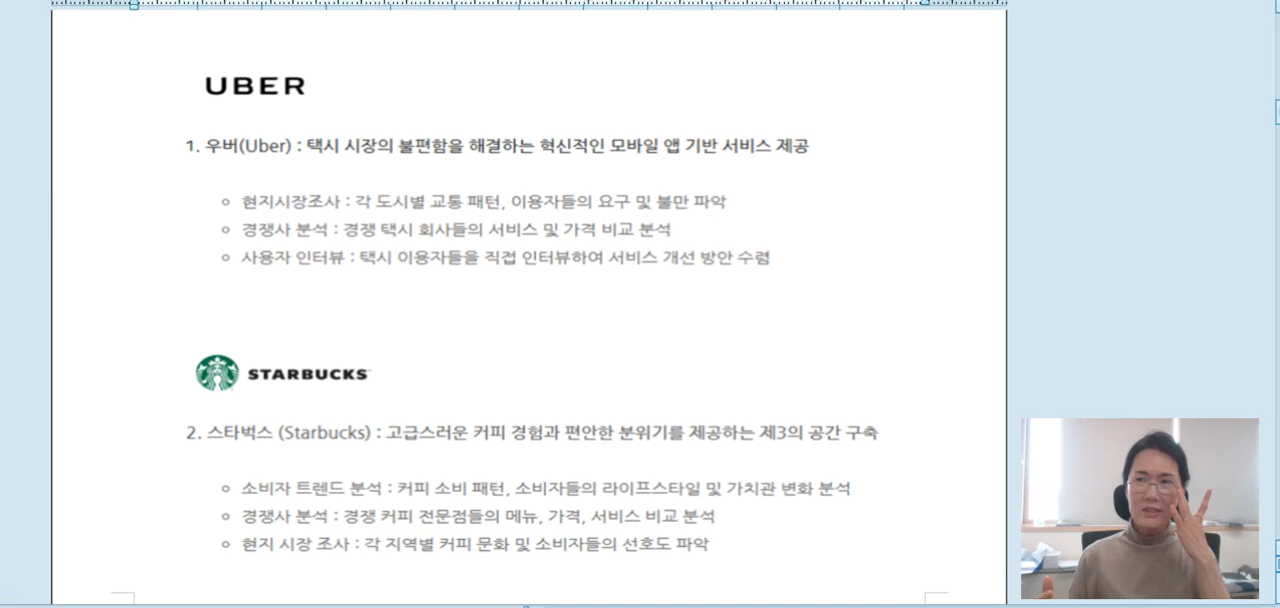 UBER
1. 우버(Uber) : 택시 시장의 불편함을 해결하는 혁신적인 모바일 앱 기반 서비스 제공
현지시장조사 : 각 도시별 교통 패턴, 이용자들의 요구 및 불만 파악
경쟁사 분석 : 경쟁 택시 회사들의 서비스 및 가격 비교 분석
사용자 인터뷰 : 택시 이용자들을 직접 인터뷰하여 서비스 개선 방안 수렴
STARBUCKS
2. 스타벅스 (Starbucks) : 고급스러운 커피 경험과 편안한 분위기를 제공하는 제3의 공간 구축
소비자 트렌드 분석 : 커피 소비 패턴, 소비자들의 라이프스타일 및 가치관 변화 분석
경쟁사 분석 : 경쟁 커피 전문점들의 메뉴, 가격, 서비스 비교 분석
현지 시장 조사 : 각 지역별 커피 문화 및 소비자들의 선호도 파악